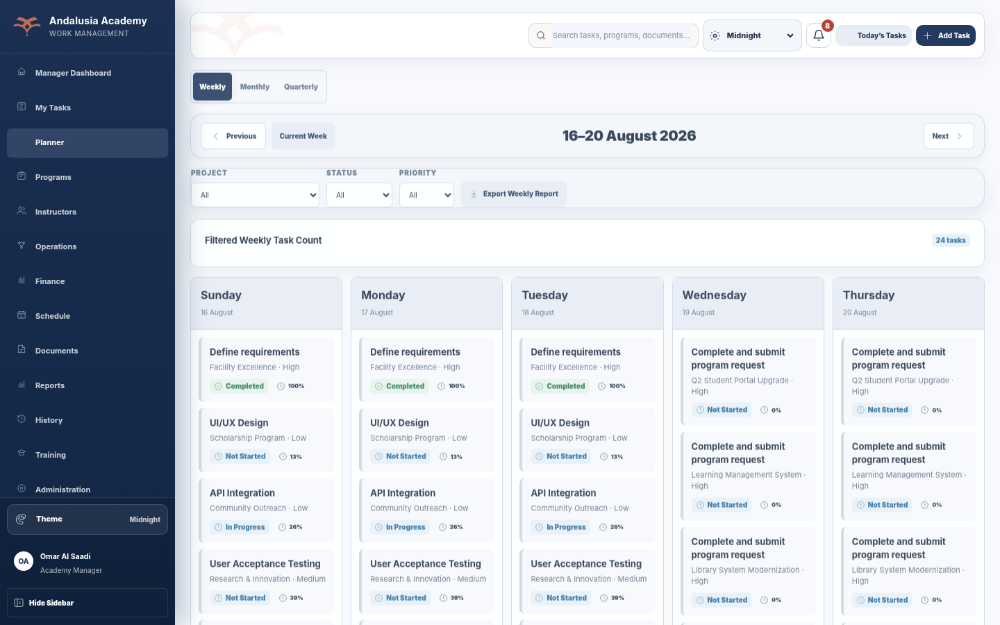 Andalusia Academy
WORK MANAGEMENT
Manager Dashboard
My Tasks
Planner
Programs
Instructors
Operations
Finance
Schedule
Documents
Reports
History
Training
Administration
Theme
Midnight
OA
Omar Al Saadi
Academy Manager
Hide Sidebar
Search tasks, programs, documents...
Midnight
8
Today's Tasks
Add Task
Weekly
Monthly
Quarterly
Previous
Current Week
16–20 August 2026
Next
PROJECT
All
STATUS
All
PRIORITY
All
Export Weekly Report
Filtered Weekly Task Count
24 tasks
Sunday
16 August
Define requirements
Facility Excellence · High
Completed
100%
UI/UX Design
Scholarship Program · Low
Not Started
13%
API Integration
Community Outreach · Low
In Progress
26%
User Acceptance Testing
Research & Innovation · Medium
Not Started
39%
Monday
17 August
Define requirements
Facility Excellence · High
Completed
100%
UI/UX Design
Scholarship Program · Low
Not Started
13%
API Integration
Community Outreach · Low
In Progress
26%
User Acceptance Testing
Research & Innovation · Medium
Not Started
39%
Tuesday
18 August
Define requirements
Facility Excellence · High
Completed
100%
UI/UX Design
Scholarship Program · Low
Not Started
13%
API Integration
Community Outreach · Low
In Progress
26%
User Acceptance Testing
Research & Innovation · Medium
Not Started
39%
Wednesday
19 August
Complete and submit
program request
Q2 Student Portal Upgrade ·
High
Not Started
0%
Complete and submit
program request
Learning Management System ·
High
Not Started
0%
Complete and submit
program request
Library System Modernization ·
High
Not Started
0%
Thursday
20 August
Complete and submit
program request
Q2 Student Portal Upgrade ·
High
Not Started
0%
Complete and submit
program request
Learning Management System ·
High
Not Started
0%
Complete and submit
program request
Library System Modernization ·
High
Not Started
0%